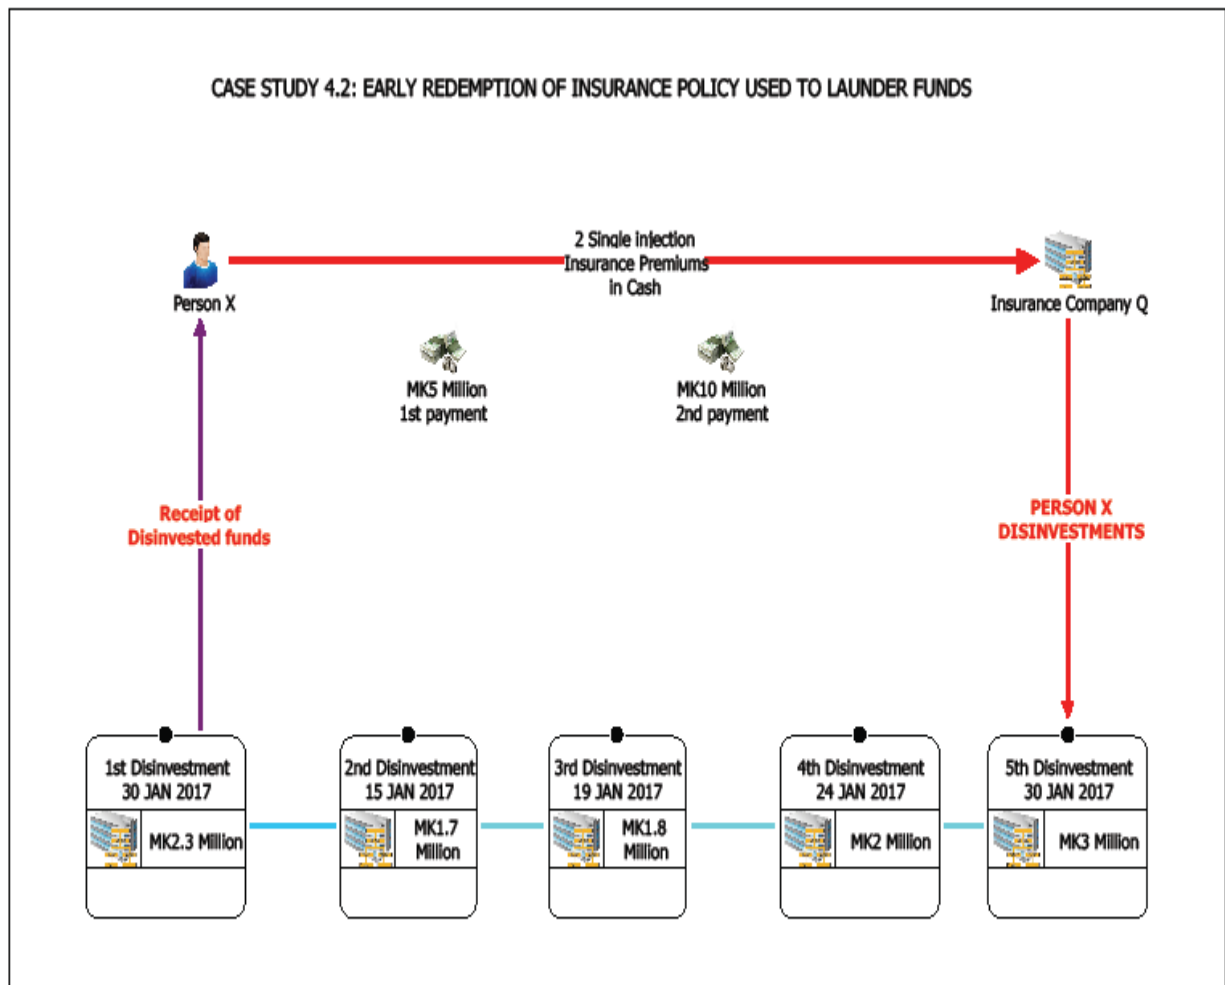 CASE STUDY 4.2: EARLY REDEMPTION OF INSURANCE POLICY USED TO LAUNDER FUNDS
2 Single injection
Insurance Premiums
in Cash
Person X
Insurance Company Q
MK5 Million
1st payment
MK10 Million
2nd payment
Receipt of
Disinvested funds
PERSON X
DISINVESTMENTS
1st Disinvestment
30 JAN 2017
MK2.3 Million
2nd Disinvestment
15 JAN 2017
MK1.7
Million
3rd Disinvestment
19 JAN 2017
MK1.8
Million
4th Disinvestment
24 JAN 2017
MK2 Million
5th Disinvestment
30 JAN 2017
MK3 Million